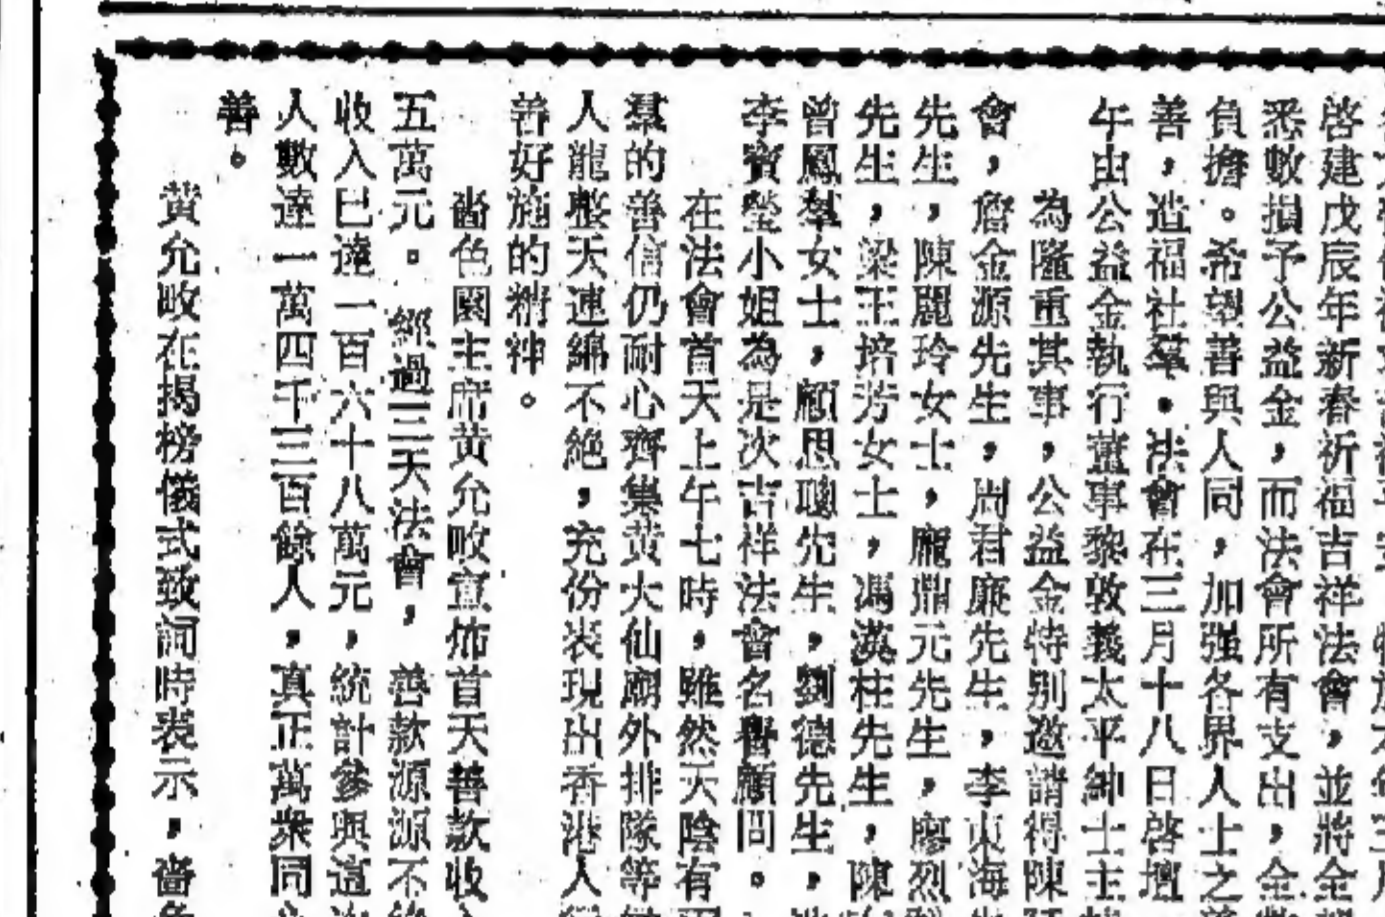 啓建戊辰年新春祈福吉祥法會，並將全
悉數損予公益金，而法會所有支出，全
負擔。希望善與人同，加强各界人士之
善，造福社羣。法會在三月十八日啓壇
午由公益金執行董事黎敦義太平紳士主
為隆重其事，公益金特别邀請得陳
會，詹金源先生，周君廉先生，李東海
先生，陳麗玲女士，龐鼎元先生，廖烈
先生，梁王培芳女士，馮漢柱先生，陳
曾鳳羣女士，顧思聰先生，劉德先生，
李寶瑩小姐為是次吉祥法會名譽顧問。
在法會首天上午七時，雖然天陰有
羣的善信仍耐心齊集黄大仙廟外排隊等
人龍整天連綿不絶，充份表現出香港人
善好施的精神。
嗇色園主席黄允畋宣佈首天善款收
五萬元。經過三天法會，善款源源不
收入已達一百六十八萬元，統計參與這
人數達一萬四千三百餘人，真正萬衆同
善。
黄允畋在揭榜儀式致詞時表示，嗇